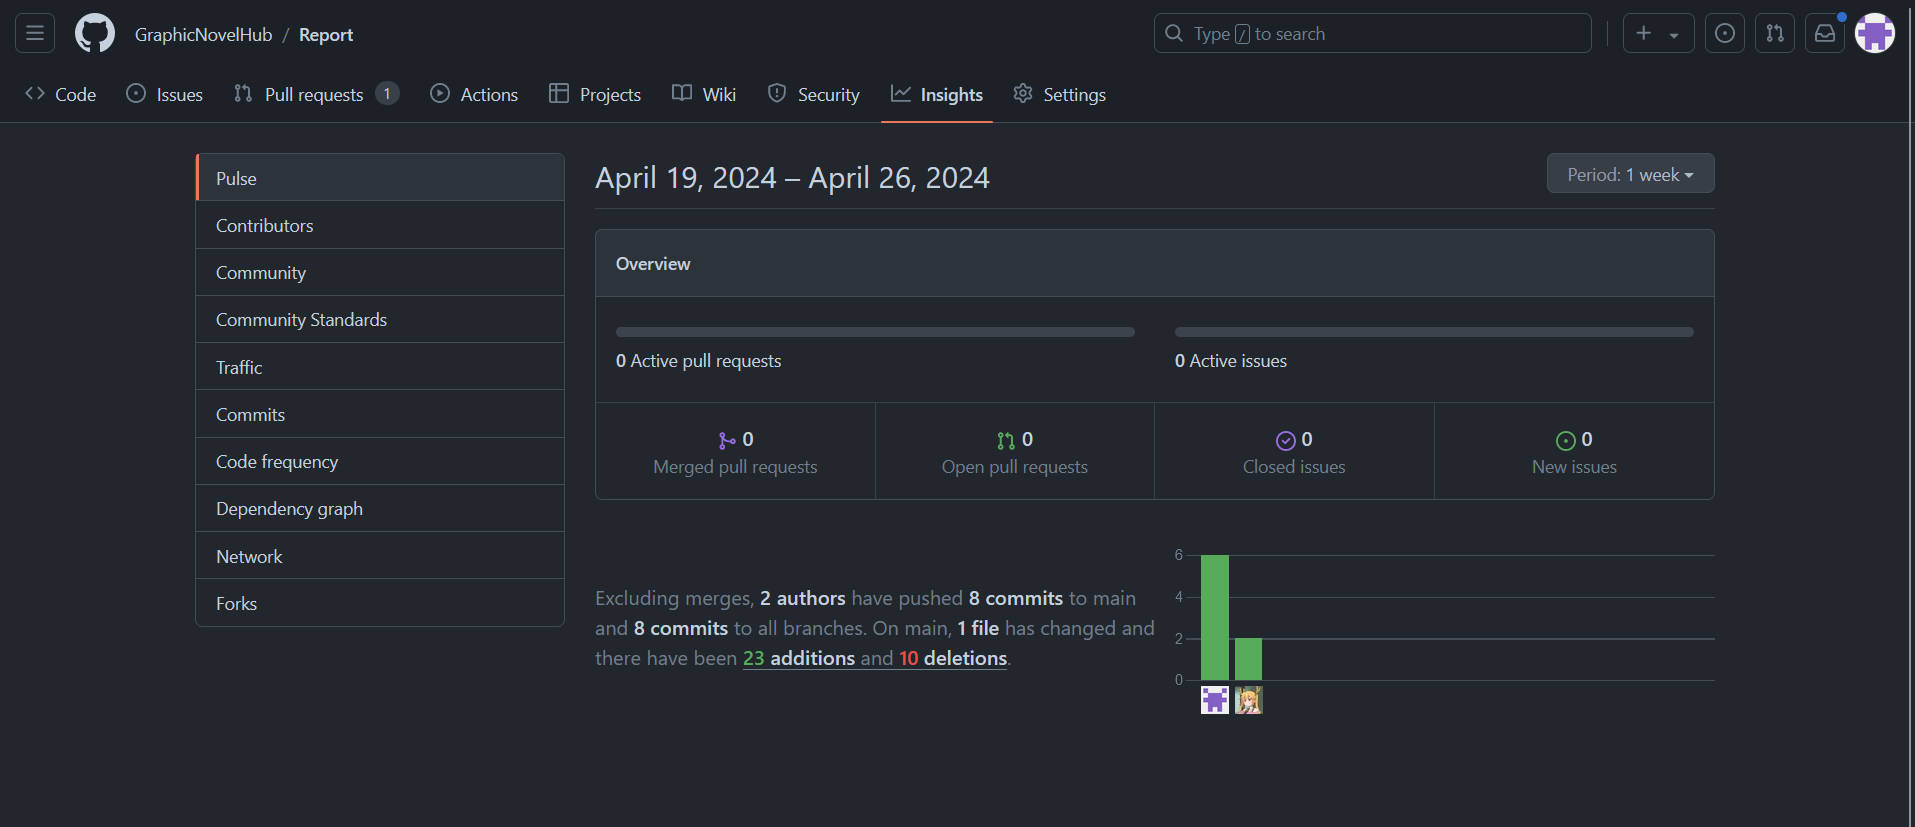 GraphicNovelHub / Report
Type / to search
Code
Issues
Pull requests 1
Actions
Projects
Wiki
Security
Insights
Settings
Pulse
Contributors
Community
Community Standards
Traffic
Commits
Code frequency
Dependency graph
Network
Forks
April 19, 2024 – April 26, 2024
Period: 1 week
Overview
0 Active pull requests
0 Active issues
0
Merged pull requests
0
Open pull requests
0
Closed issues
0
New issues
Excluding merges, 2 authors have pushed 8 commits to main
and 8 commits to all branches. On main, 1 file has changed and
there have been 23 additions and 10 deletions.
6
4
2
0